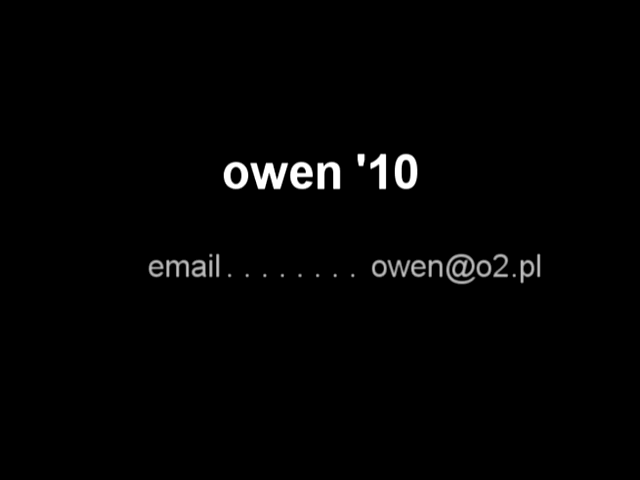 owen '10
email . . . . . . . . owen@o2.pl